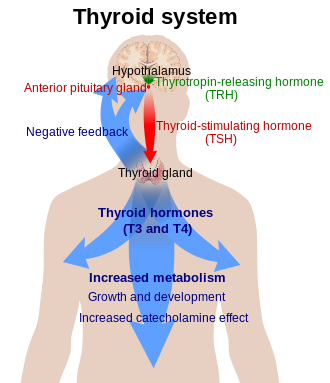 Thyroid system
Hypothalamus
Thyrotropin-releasing hormone
(TRH)
Anterior pituitary gland
Negative feedback
Thyroid-stimulating hormone
(TSH)
Thyroid gland
Thyroid hormones
(T3 and T4)
Increased metabolism
Growth and development
Increased catecholamine effect